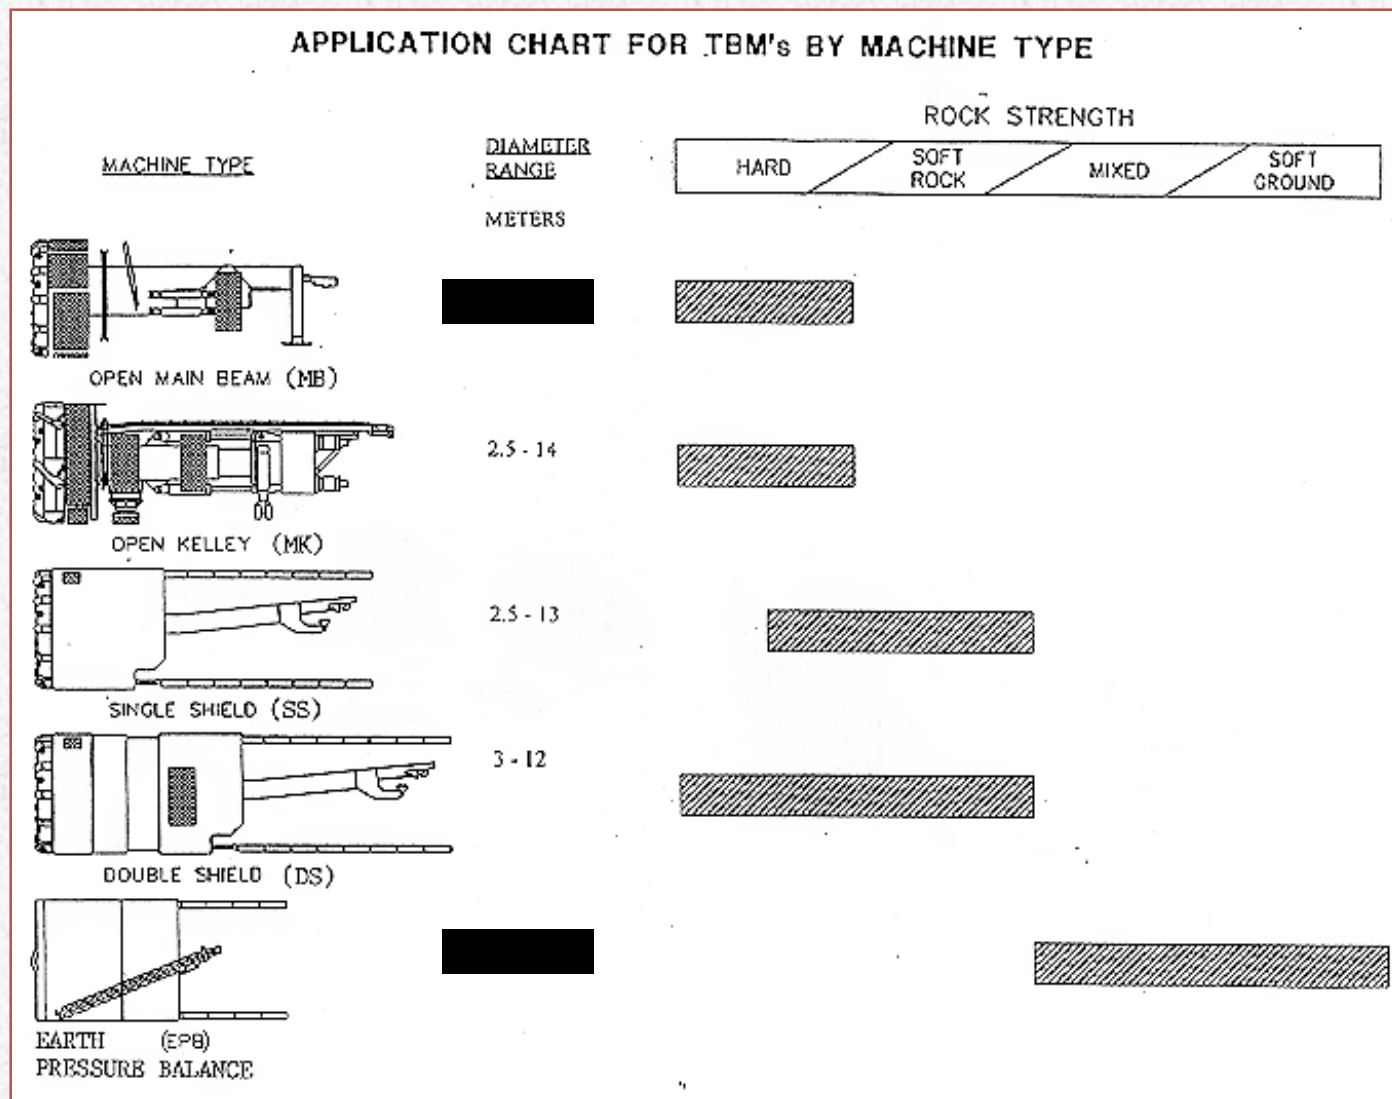 APPLICATION CHART FOR TBM's BY MACHINE TYPE
ROCK STRENGTH
MACHINE TYPE
DIAMETER
RANGE
METERS
HARD
SOFT
ROCK
MIXED
SOFT
GROUND
OPEN MAIN BEAM (MB)
2.5 - 14
OPEN KELLEY (MK)
2.5 - 13
SINGLE SHIELD (SS)
3 - 12
DOUBLE SHIELD (DS)
EARTH (EPB)
PRESSURE BALANCE